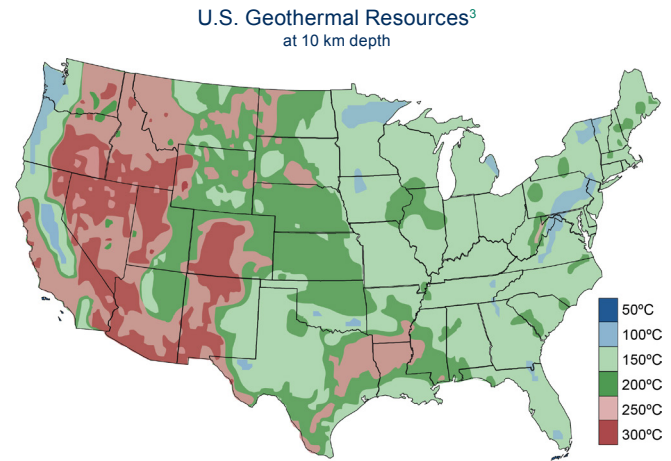 U.S. Geothermal Resources³
at 10 km depth
50ºC
100ºC
150ºC
200ºC
250ºC
300ºC